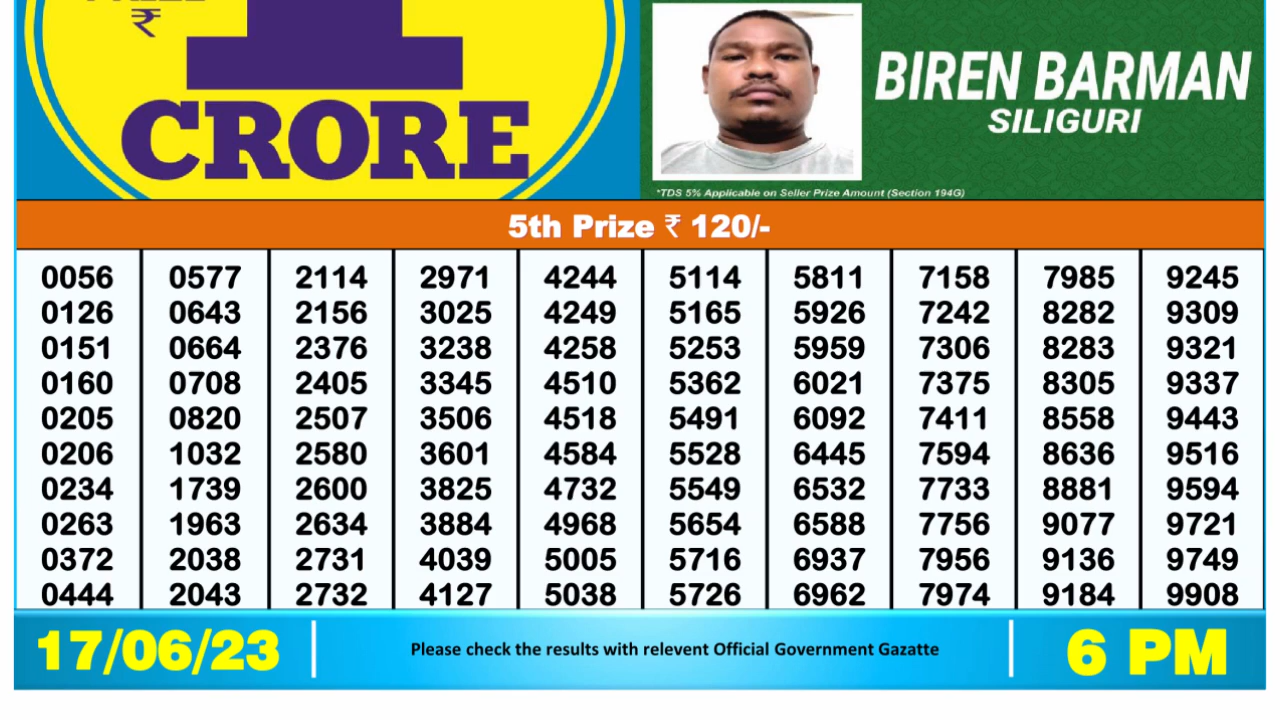 ₹
1
CRORE
BIREN BARMAN
SILIGURI
*TDS 5% Applicable on Seller Prize Amount (Section 194G)
5th Prize ₹ 120/-
0056 0577 2114 2971 4244 5114 5811 7158 7985 9245
0126 0643 2156 3025 4249 5165 5926 7242 8282 9309
0151 0664 2376 3238 4258 5253 5959 7306 8283 9321
0160 0708 2405 3345 4510 5362 6021 7375 8305 9337
0205 0820 2507 3506 4518 5491 6092 7411 8558 9443
0206 1032 2580 3601 4584 5528 6445 7594 8636 9516
0234 1739 2600 3825 4732 5549 6532 7733 8881 9594
0263 1963 2634 3884 4968 5654 6588 7756 9077 9721
0372 2038 2731 4039 5005 5716 6937 7956 9136 9749
0444 2043 2732 4127 5038 5726 6962 7974 9184 9908
17/06/23 Please check the results with relevent Official Government Gazatte 6 PM